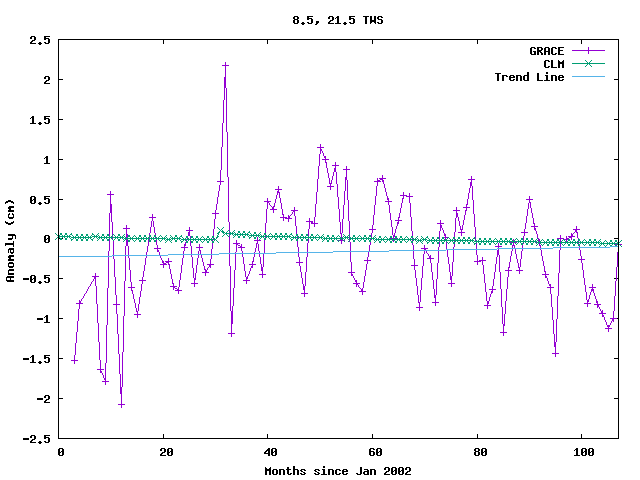 8.5, 21.5 TWS
GRACE
CLM
Trend Line
Anomaly (cm)
2.5
2
1.5
1
0.5
0
-0.5
-1
-1.5
-2
-2.5
0 20 40 60 80 100
Months since Jan 2002